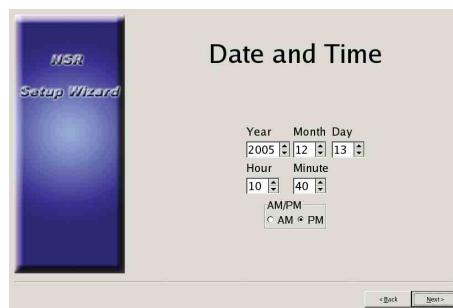 NSR
Setup Wizard
Date and Time
Year Month Day
2005 12 13
Hour Minute
10 40
AM/PM
AM PM
< Back Next >